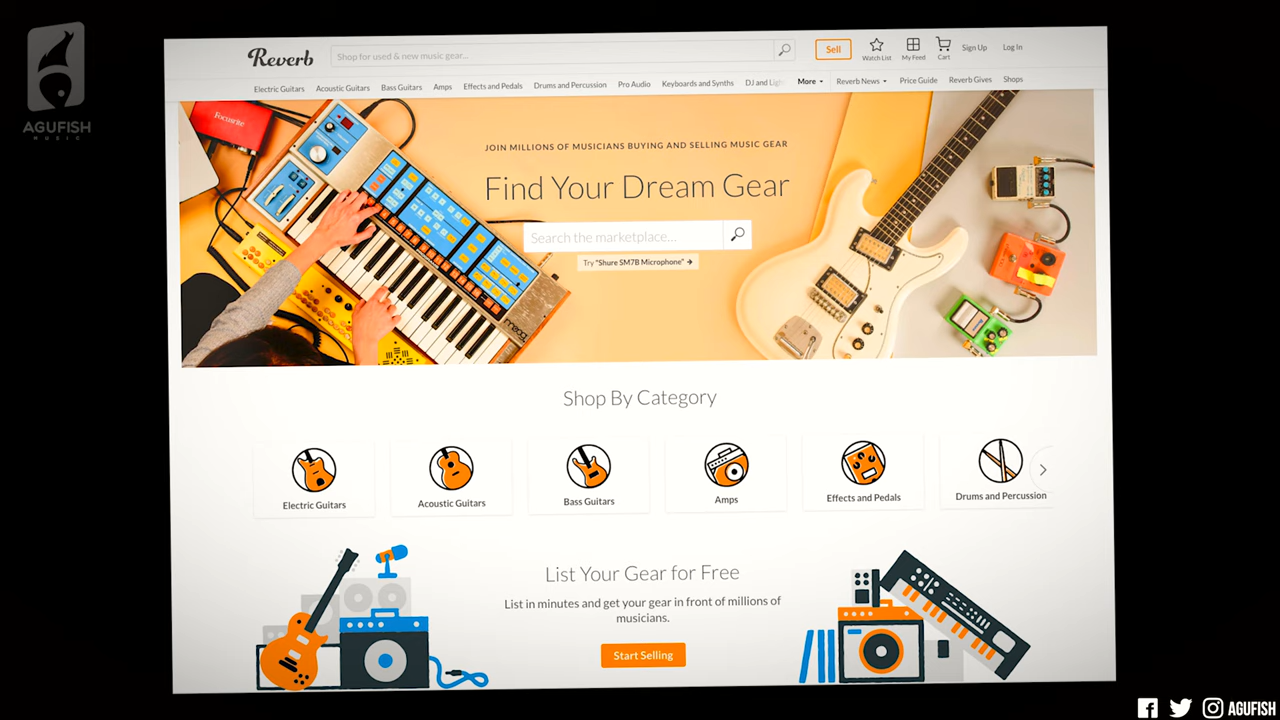 AGUFISH
MUSIC
Reverb
Shop for used & new music gear...
Sell
Watch List
My Feed
Cart
Sign Up
Log In
Electric Guitars
Acoustic Guitars
Bass Guitars
Amps
Effects and Pedals
Drums and Percussion
Pro Audio
Keyboards and Synths
DJ and Lig
More
Reverb News
Price Guide
Reverb Gives
Shops
Focusrite
JOIN MILLIONS OF MUSICIANS BUYING AND SELLING MUSIC GEAR
Find Your Dream Gear
Search the marketplace...
Try "Shure SM7B Microphone" →
moog
Shop By Category
Electric Guitars
Acoustic Guitars
Bass Guitars
Amps
Effects and Pedals
Drums and Percussion
List Your Gear for Free
List in minutes and get your gear in front of millions of
musicians.
Start Selling
AGUFISH